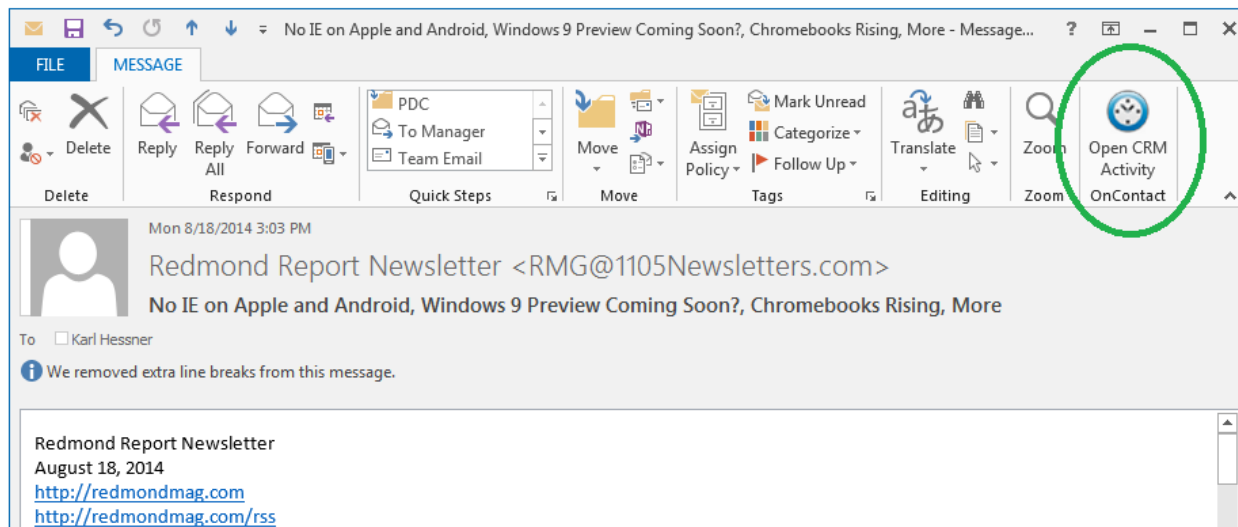 No IE on Apple and Android, Windows 9 Preview Coming Soon?, Chromebooks Rising, More - Message... ?
FILE MESSAGE
Delete
Reply
Reply All
Forward
PDC
To Manager
Team Email
Move
Assign Policy
Mark Unread
Categorize
Follow Up
Translate
Zoom
Open CRM Activity
Delete Respond Quick Steps Move Tags Editing Zoom OnContact
Mon 8/18/2014 3:03 PM
Redmond Report Newsletter <RMG@1105Newsletters.com>
No IE on Apple and Android, Windows 9 Preview Coming Soon?, Chromebooks Rising, More
To Karl Hessner
We removed extra line breaks from this message.
Redmond Report Newsletter
August 18, 2014
http://redmondmag.com
http://redmondmag.com/rss